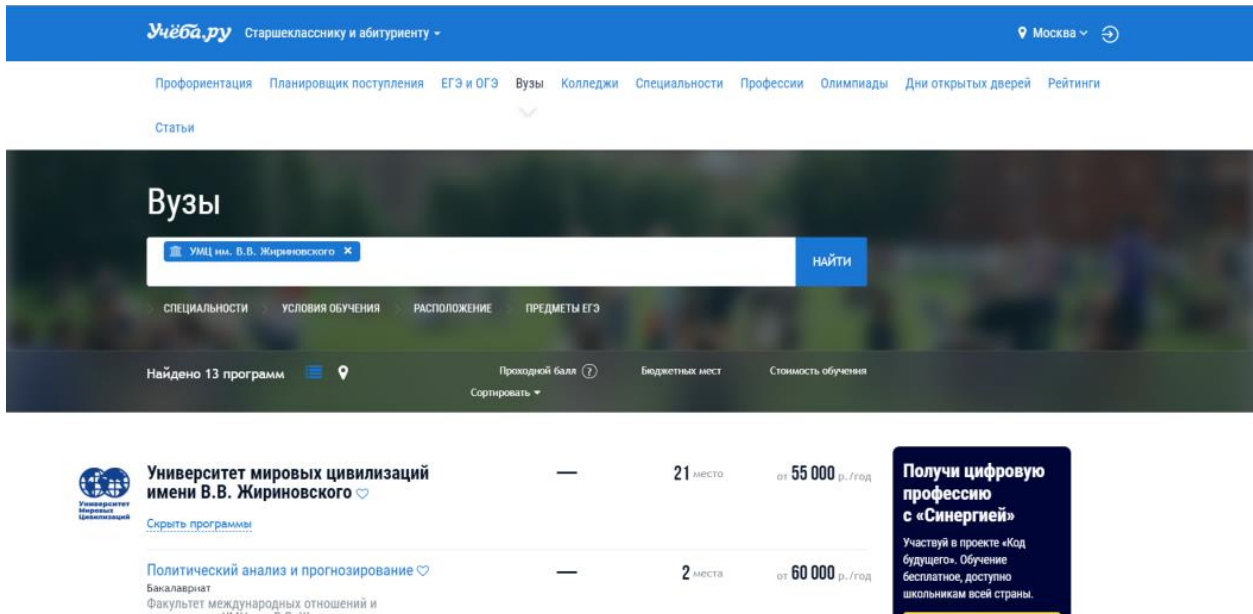 Учёба.ру Старшекласснику и абитуриенту Москва
Профориентация Планировщик поступления ЕГЭ и ОГЭ Вузы Колледжи Специальности Профессии Олимпиады Дни открытых дверей Рейтинги
Статьи
Вузы
УМЦ им. В.В. Жириновского ×
НАЙТИ
СПЕЦИАЛЬНОСТИ УСЛОВИЯ ОБУЧЕНИЯ РАСПОЛОЖЕНИЕ ПРЕДМЕТЫ ЕГЭ
Найдено 13 программ Проходной балл ? Бюджетных мест Стоимость обучения
Сортировать
Университет
Мировых
Цивилизаций
Университет мировых цивилизаций — 21 место от 55 000 р./год
имени В.В. Жириновского
Скрыть программы
Политический анализ и прогнозирование — 2 места от 60 000 р./год
Бакалавриат
Факультет международных отношений и
Получи цифровую
профессию
с «Синергией»
Участвуй в проекте «Код
будущего». Обучение
бесплатное, доступно
школьникам всей страны.